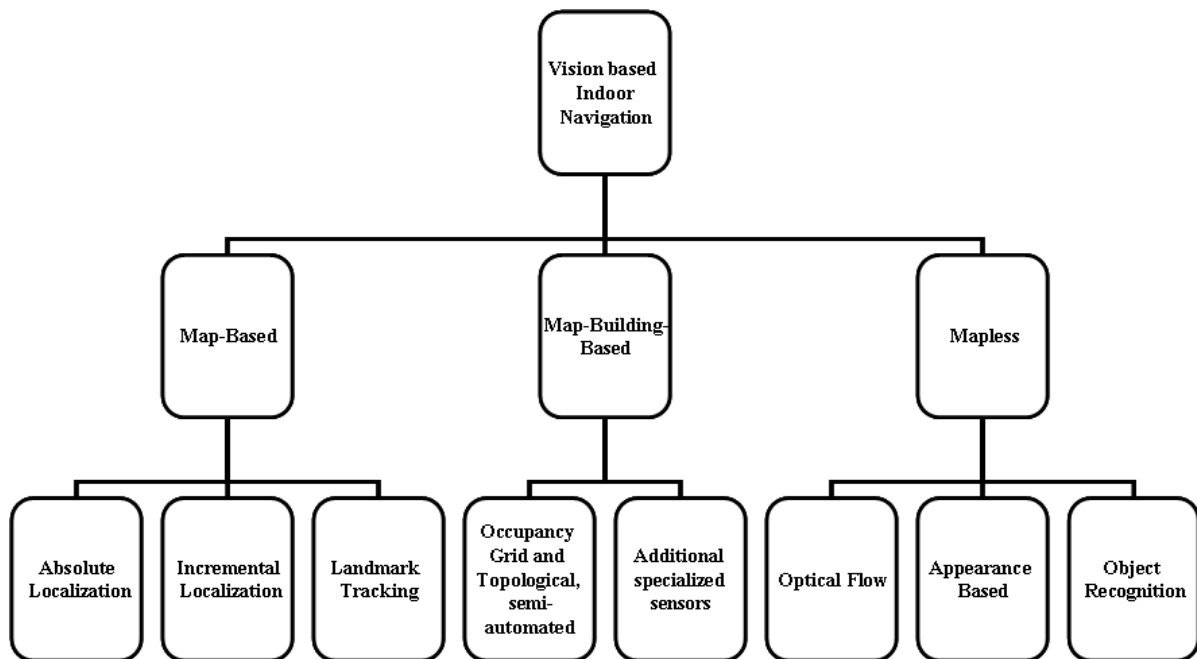 Vision based
Indoor
Navigation
Map-Based
Map-Building-
Based
Mapless
Absolute
Localization
Incremental
Localization
Landmark
Tracking
Occupancy
Grid and
Topological,
semi-
automated
Additional
specialized
sensors
Optical Flow
Appearance
Based
Object
Recognition